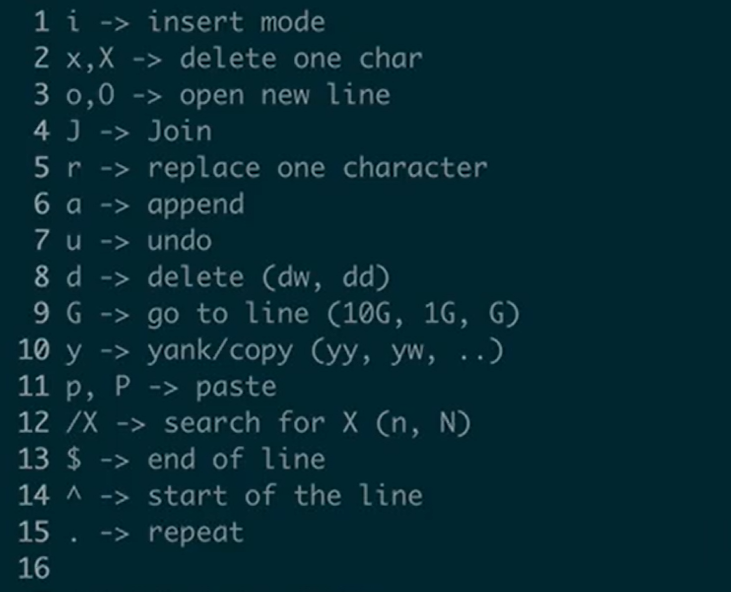 1 i -> insert mode
2 x,X -> delete one char
3 o,O -> open new line
4 J -> Join
5 r -> replace one character
6 a -> append
7 u -> undo
8 d -> delete (dw, dd)
9 G -> go to line (10G, 1G, G)
10 y -> yank/copy (yy, yw, ..)
11 p, P -> paste
12 /X -> search for X (n, N)
13 $ -> end of line
14 ^ -> start of the line
15 . -> repeat
16